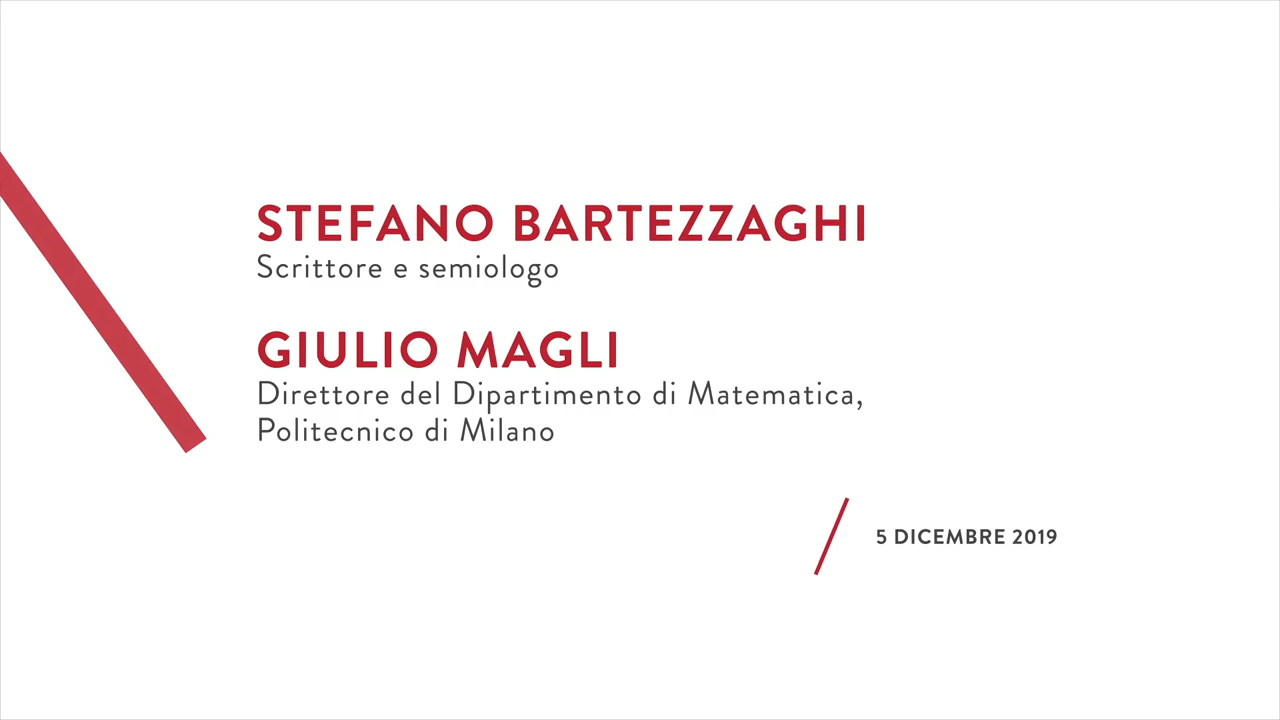 STEFANO BARTEZZAGHI
Scrittore e semiologo
GIULIO MAGLI
Direttore del Dipartimento di Matematica,
Politecnico di Milano
5 DICEMBRE 2019